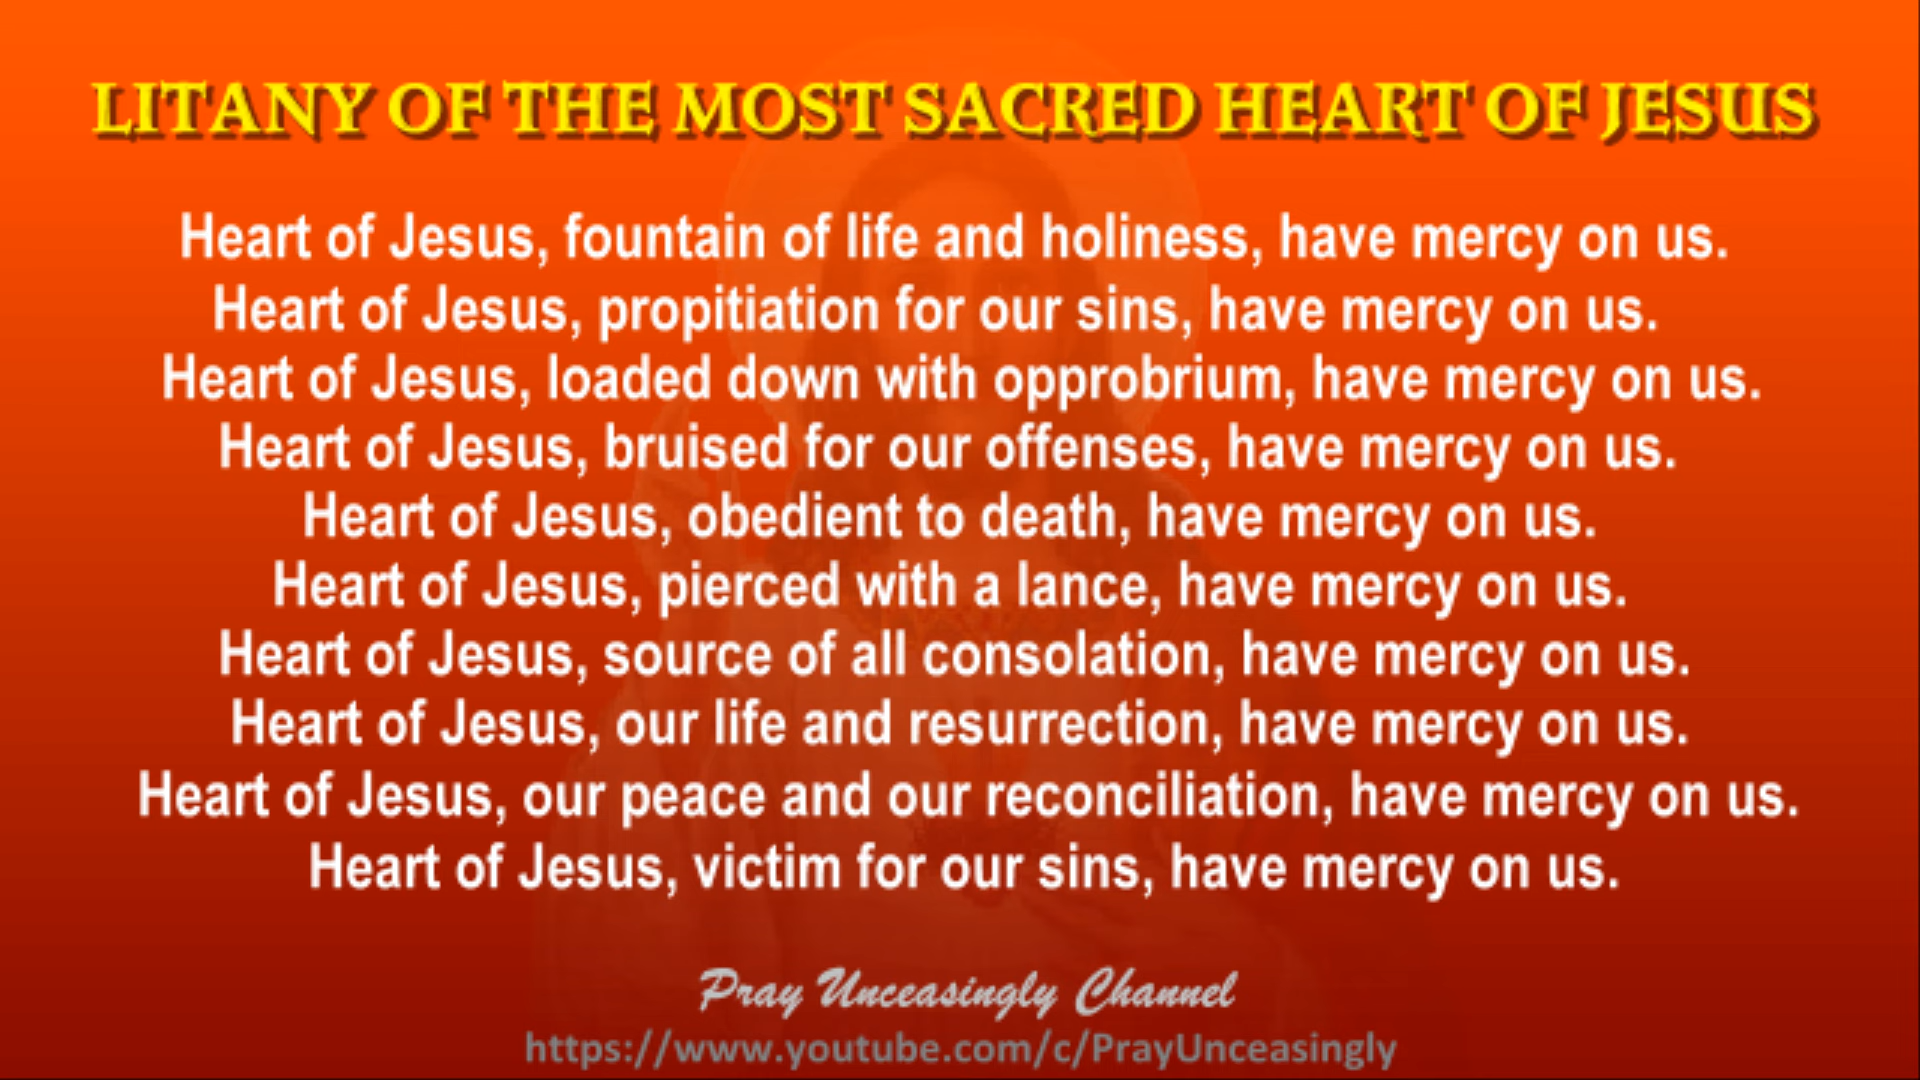 LITANY OF THE MOST SACRED HEART OF JESUS
Heart of Jesus, fountain of life and holiness, have mercy on us.
Heart of Jesus, propitiation for our sins, have mercy on us.
Heart of Jesus, loaded down with opprobrium, have mercy on us.
Heart of Jesus, bruised for our offenses, have mercy on us.
Heart of Jesus, obedient to death, have mercy on us.
Heart of Jesus, pierced with a lance, have mercy on us.
Heart of Jesus, source of all consolation, have mercy on us.
Heart of Jesus, our life and resurrection, have mercy on us.
Heart of Jesus, our peace and our reconciliation, have mercy on us.
Heart of Jesus, victim for our sins, have mercy on us.
Pray Unceasingly Channel
https://www.youtube.com/c/PrayUnceasingly